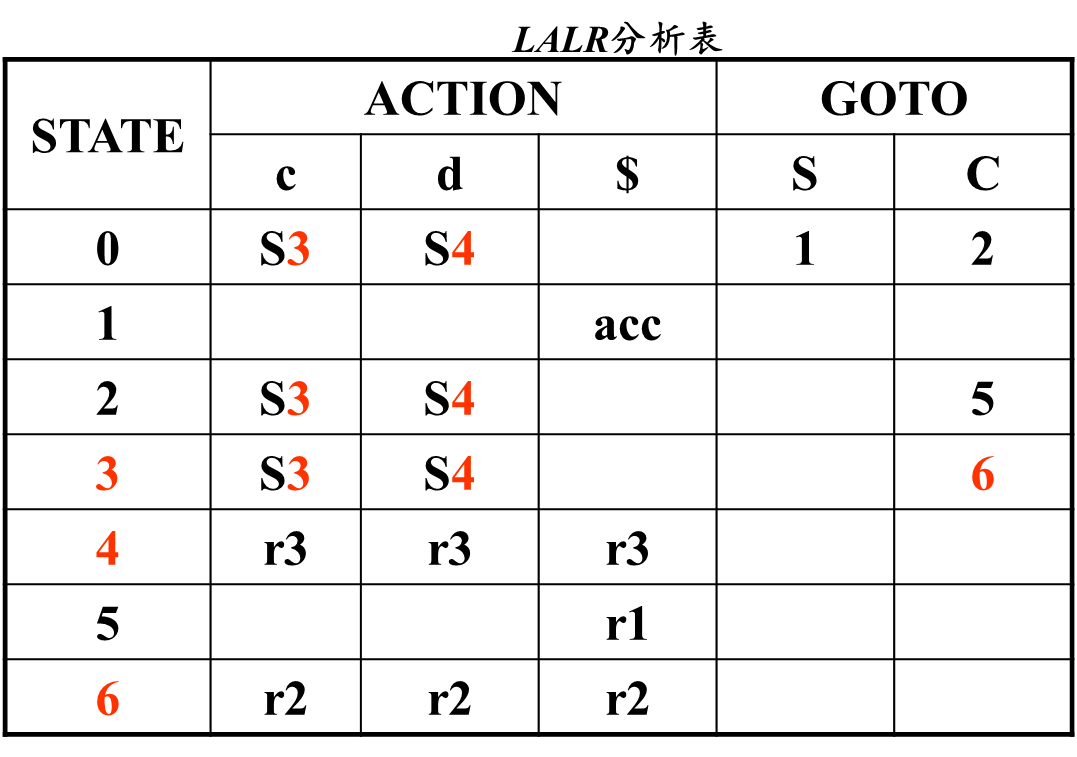 LALR分析表
STATE ACTION GOTO
c d $ S C
0 S3 S4 1 2
1 acc
2 S3 S4 5
3 S3 S4 6
4 r3 r3 r3
5 r1
6 r2 r2 r2